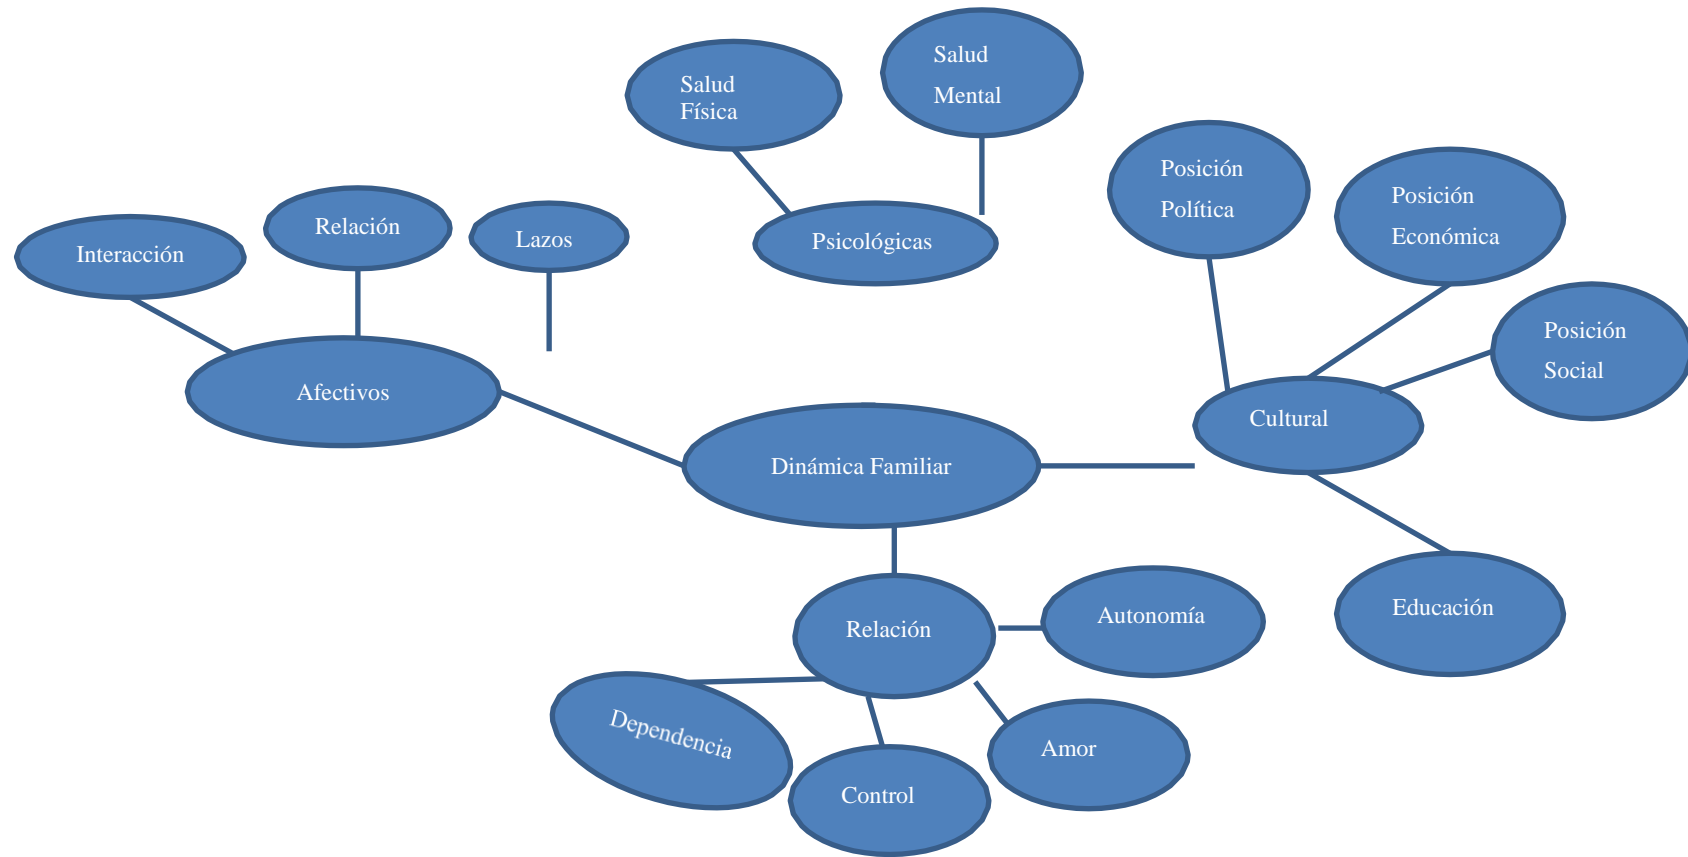 Salud
Mental
Salud
Física
Posición
Política
Posición
Económica
Relación
Lazos
Psicológicas
Interacción
Posición
Social
Afectivos
Cultural
Dinámica Familiar
Educación
Autonomía
Relación
Dependencia
Amor
Control